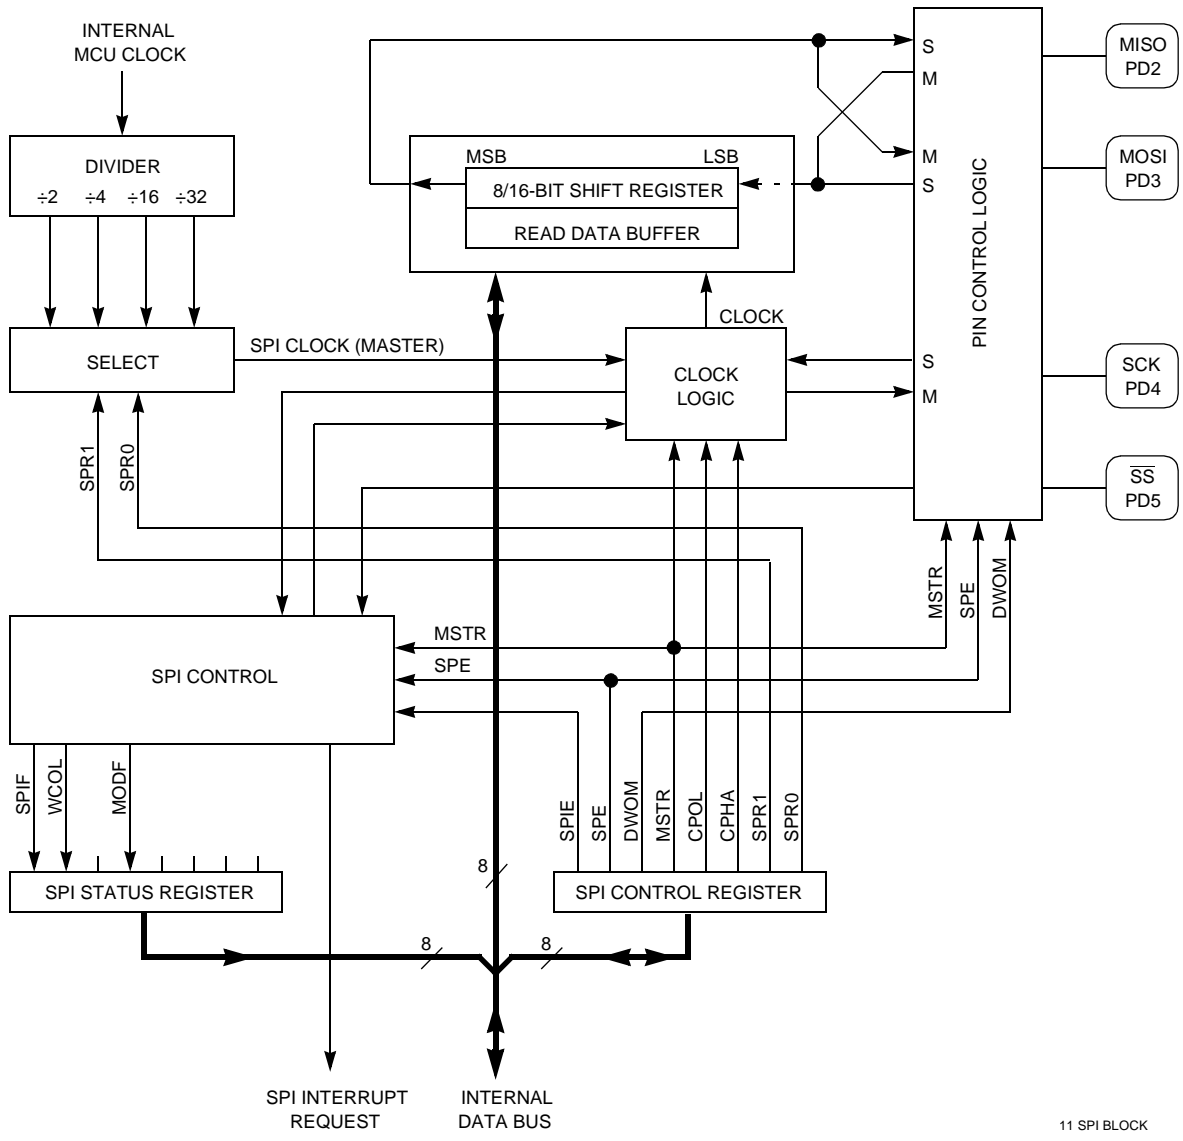 INTERNAL
MCU CLOCK
DIVIDER
÷2 ÷4 ÷16 ÷32
SELECT
SPR1
SPR0
SPI CLOCK (MASTER)
MSB LSB
8/16-BIT SHIFT REGISTER
READ DATA BUFFER
CLOCK
CLOCK
LOGIC
S
M
M
S
S
M
PIN CONTROL LOGIC
MISO
PD2
MOSI
PD3
SCK
PD4
SS
PD5
MSTR
SPE
DWOM
MSTR
SPE
SPI CONTROL
SPIF
WCOL
MODF
SPI STATUS REGISTER
SPIE
SPE
DWOM
MSTR
CPOL
CPHA
SPR1
SPR0
SPI CONTROL REGISTER
8
8
8
SPI INTERRUPT
REQUEST
INTERNAL
DATA BUS
11 SPI BLOCK